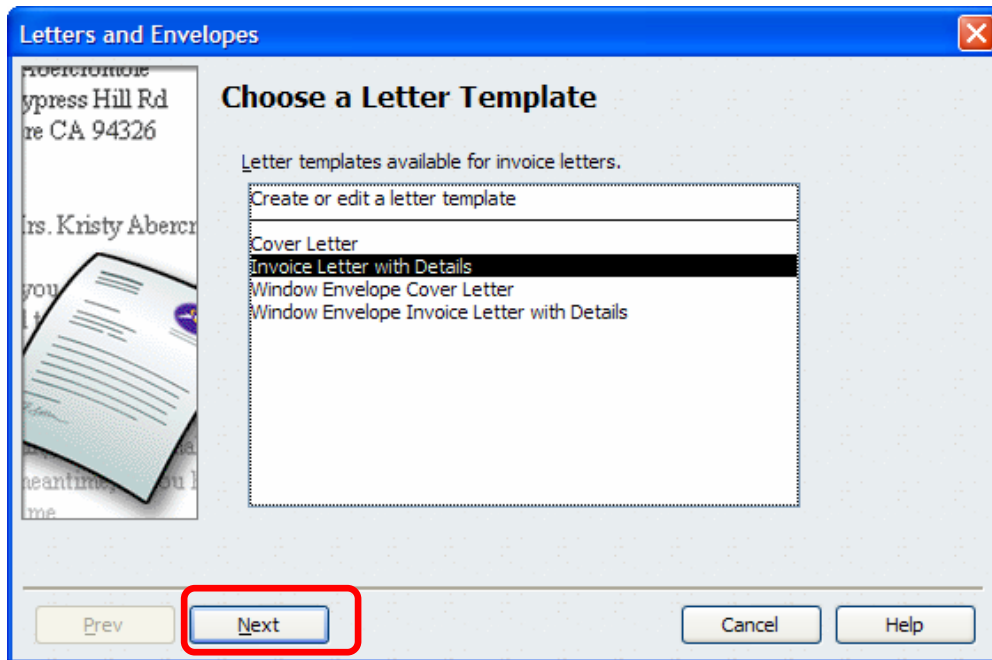 Letters and Envelopes
ypress Hill Rd
re CA 94326
rs. Kristy Abercr
you
Choose a Letter Template
Letter templates available for invoice letters.
Create or edit a letter template
Cover Letter
Invoice Letter with Details
Window Envelope Cover Letter
Window Envelope Invoice Letter with Details
Prev
Next
Cancel
Help